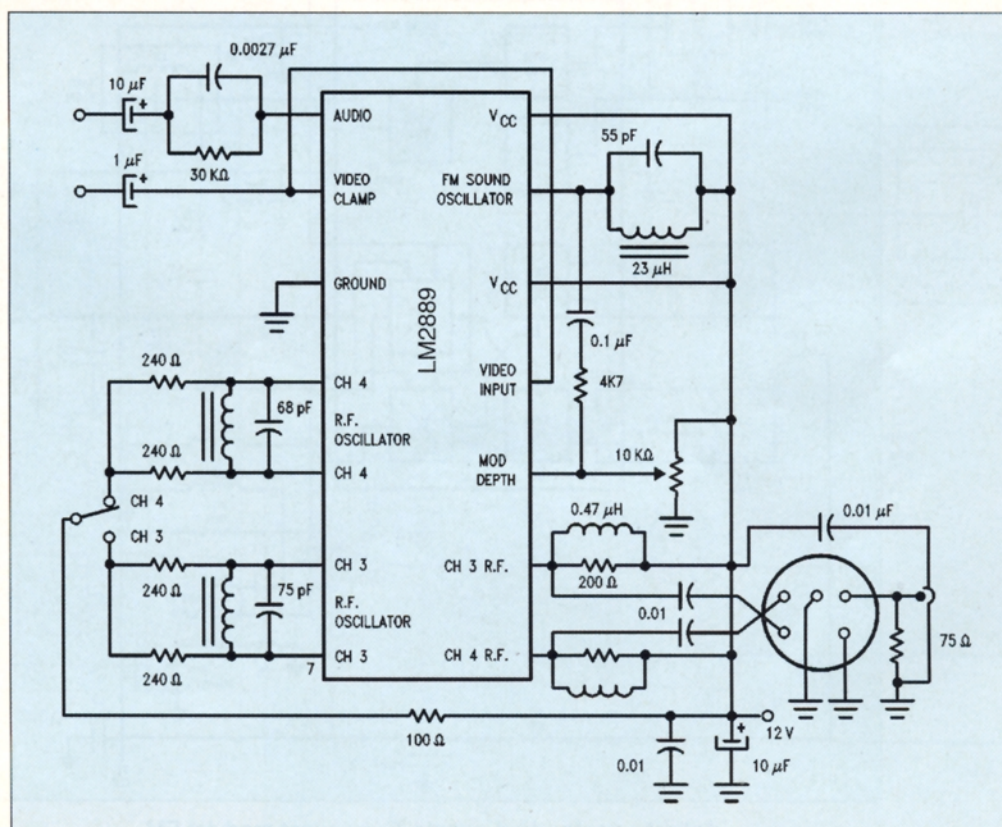 0.0027 µF
10 µF
+
AUDIO
30 KΩ
1 µF
+
VIDEO
CLAMP
GROUND
LM2889
VCC
55 pF
FM SOUND
OSCILLATOR
23 µH
VCC
0.1 µF
VIDEO
INPUT
4K7
MOD
DEPTH
10 KΩ
240 Ω
CH 4
68 pF
R.F.
OSCILLATOR
240 Ω
CH 4
CH 4
CH 3
240 Ω
CH 3
75 pF
R.F.
OSCILLATOR
240 Ω
CH 3
7
0.47 µH
CH 3 R.F.
200 Ω
0.01
CH 4 R.F.
0.01 µF
75 Ω
100 Ω
0.01
+
12 V
10 µF